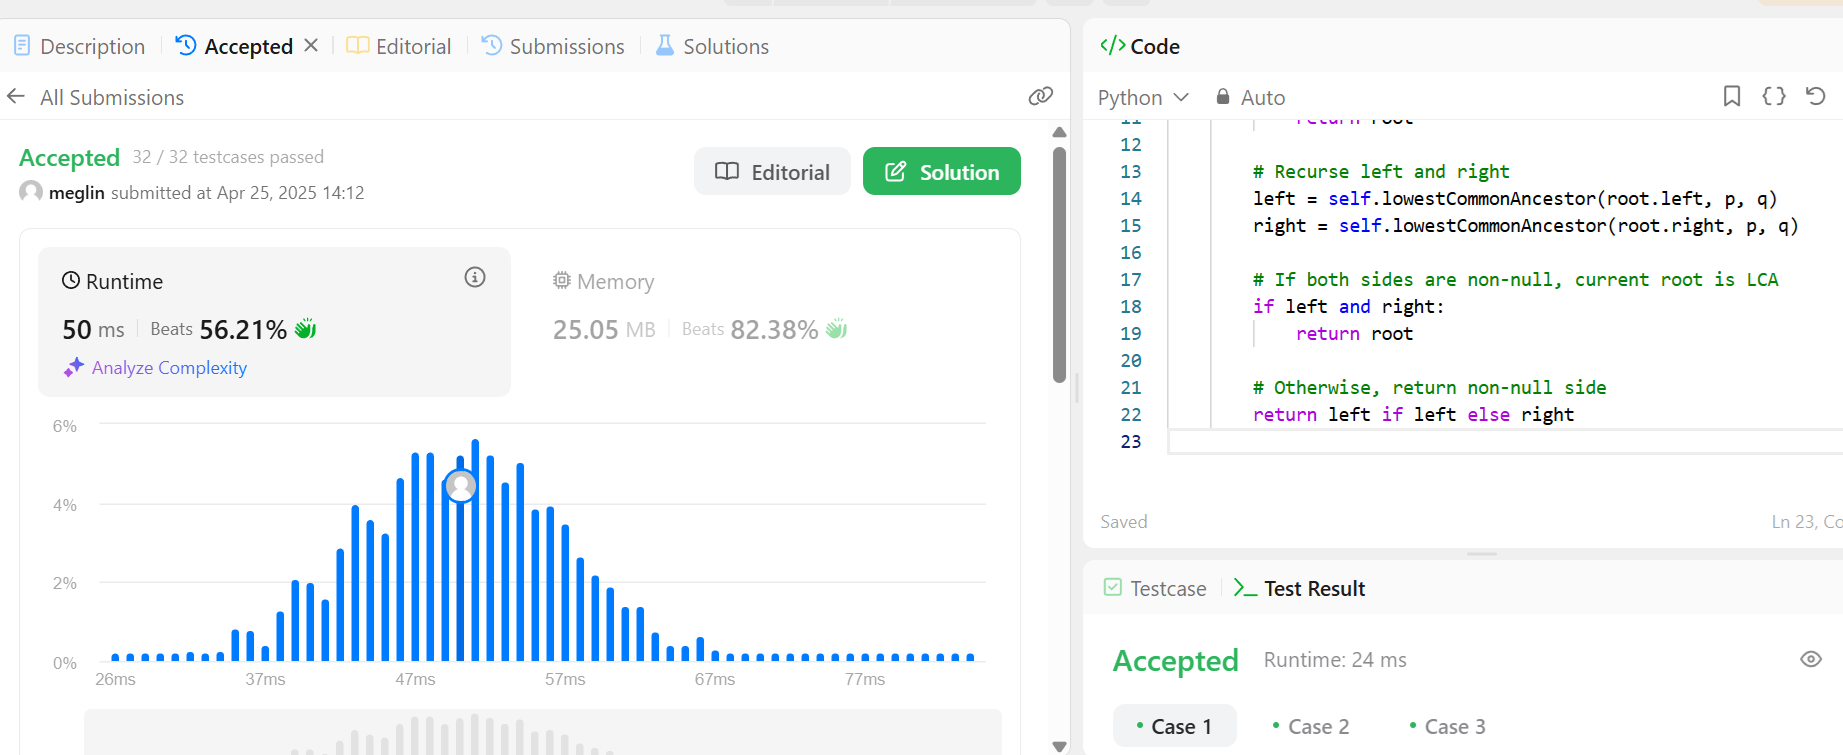 Description
Accepted
Editorial
Submissions
Solutions
All Submissions
Accepted 32 / 32 testcases passed
meglin submitted at Apr 25, 2025 14:12
Editorial
Solution
Runtime
50 ms Beats 56.21%
Analyze Complexity
Memory
25.05 MB Beats 82.38%
6%
4%
2%
0%
26ms 37ms 47ms 57ms 67ms 77ms
</> Code
Python Auto
11 return root
12
13 # Recurse left and right
14 left = self.lowestCommonAncestor(root.left, p, q)
15 right = self.lowestCommonAncestor(root.right, p, q)
16
17 # If both sides are non-null, current root is LCA
18 if left and right:
19 return root
20
21 # Otherwise, return non-null side
22 return left if left else right
23
Saved
Ln 23, Co
Testcase
Test Result
Accepted Runtime: 24 ms
Case 1
Case 2
Case 3